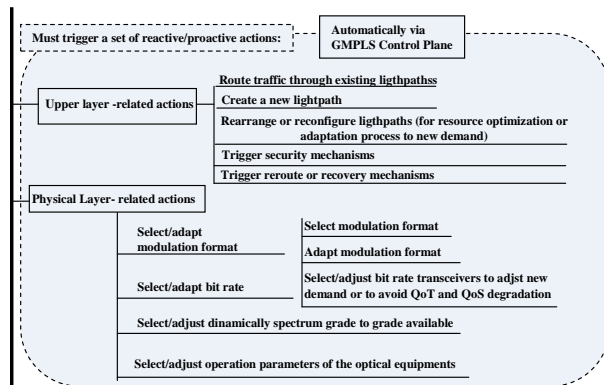 Must trigger a set of reactive/proactive actions:
Automatically via
GMPLS Control Plane
Upper layer -related actions
Route traffic through existing ligthpathss
Create a new lightpath
Rearrange or reconfigure ligthpaths (for resource optimization or
adaptation process to new demand)
Trigger security mechanisms
Trigger reroute or recovery mechanisms
Physical Layer- related actions
Select/adapt
modulation format
Select modulation format
Adapt modulation format
Select/adapt bit rate
Select/adjust bit rate transceivers to adjst new
demand or to avoid QoT and QoS degradation
Select/adjust dinamically spectrum grade to grade available
Select/adjust operation parameters of the optical equipments